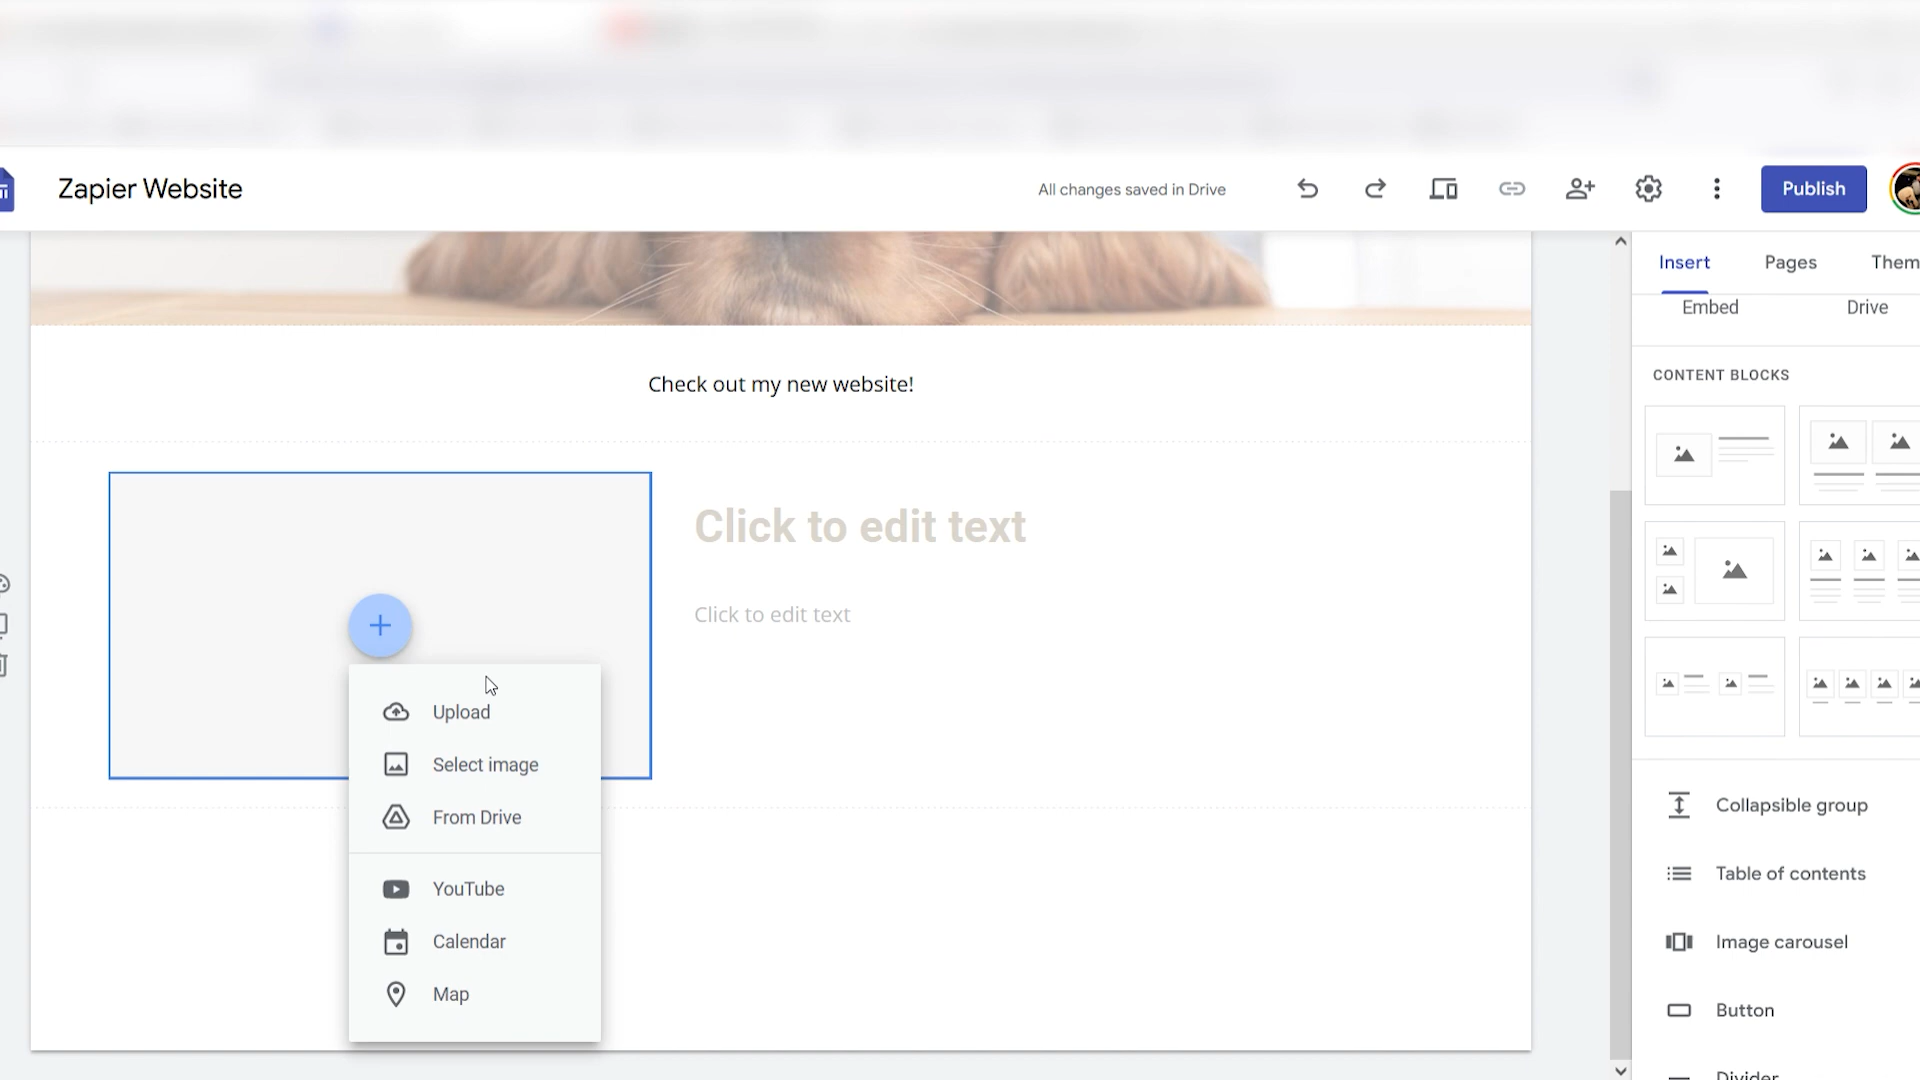 Zapier Website
All changes saved in Drive
Publish
Insert
Pages
Them
Embed
Drive
Check out my new website!
CONTENT BLOCKS
Click to edit text
Click to edit text
Upload
Select image
From Drive
YouTube
Calendar
Map
Collapsible group
Table of contents
Image carousel
Button
Divider